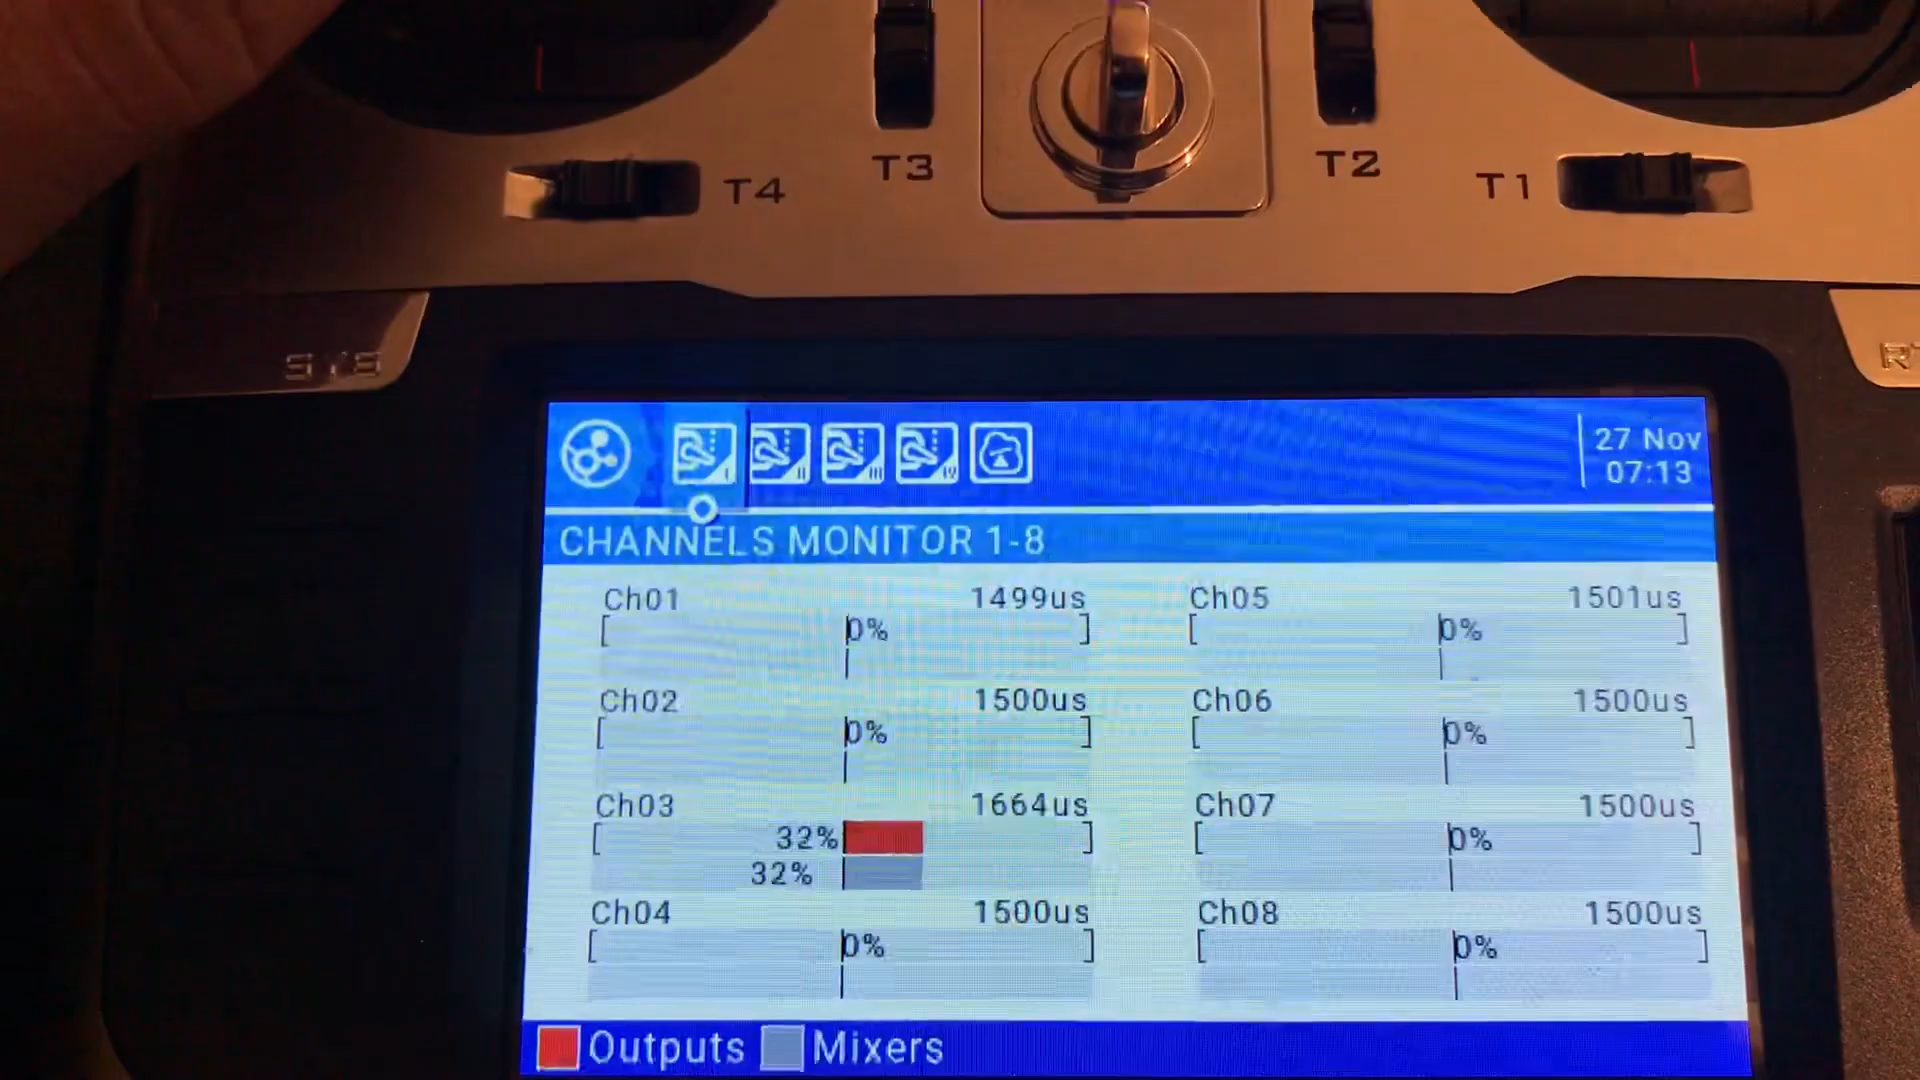 T4
T3
T2
T1
SYS
27 Nov
07:13
CHANNELS MONITOR 1-8
Ch01 1499us
0%
Ch02 1500us
0%
Ch03 1664us
32%
32%
Ch04 1500us
0%
Ch05 1501us
0%
Ch06 1500us
0%
Ch07 1500us
0%
Ch08 1500us
0%
Outputs Mixers